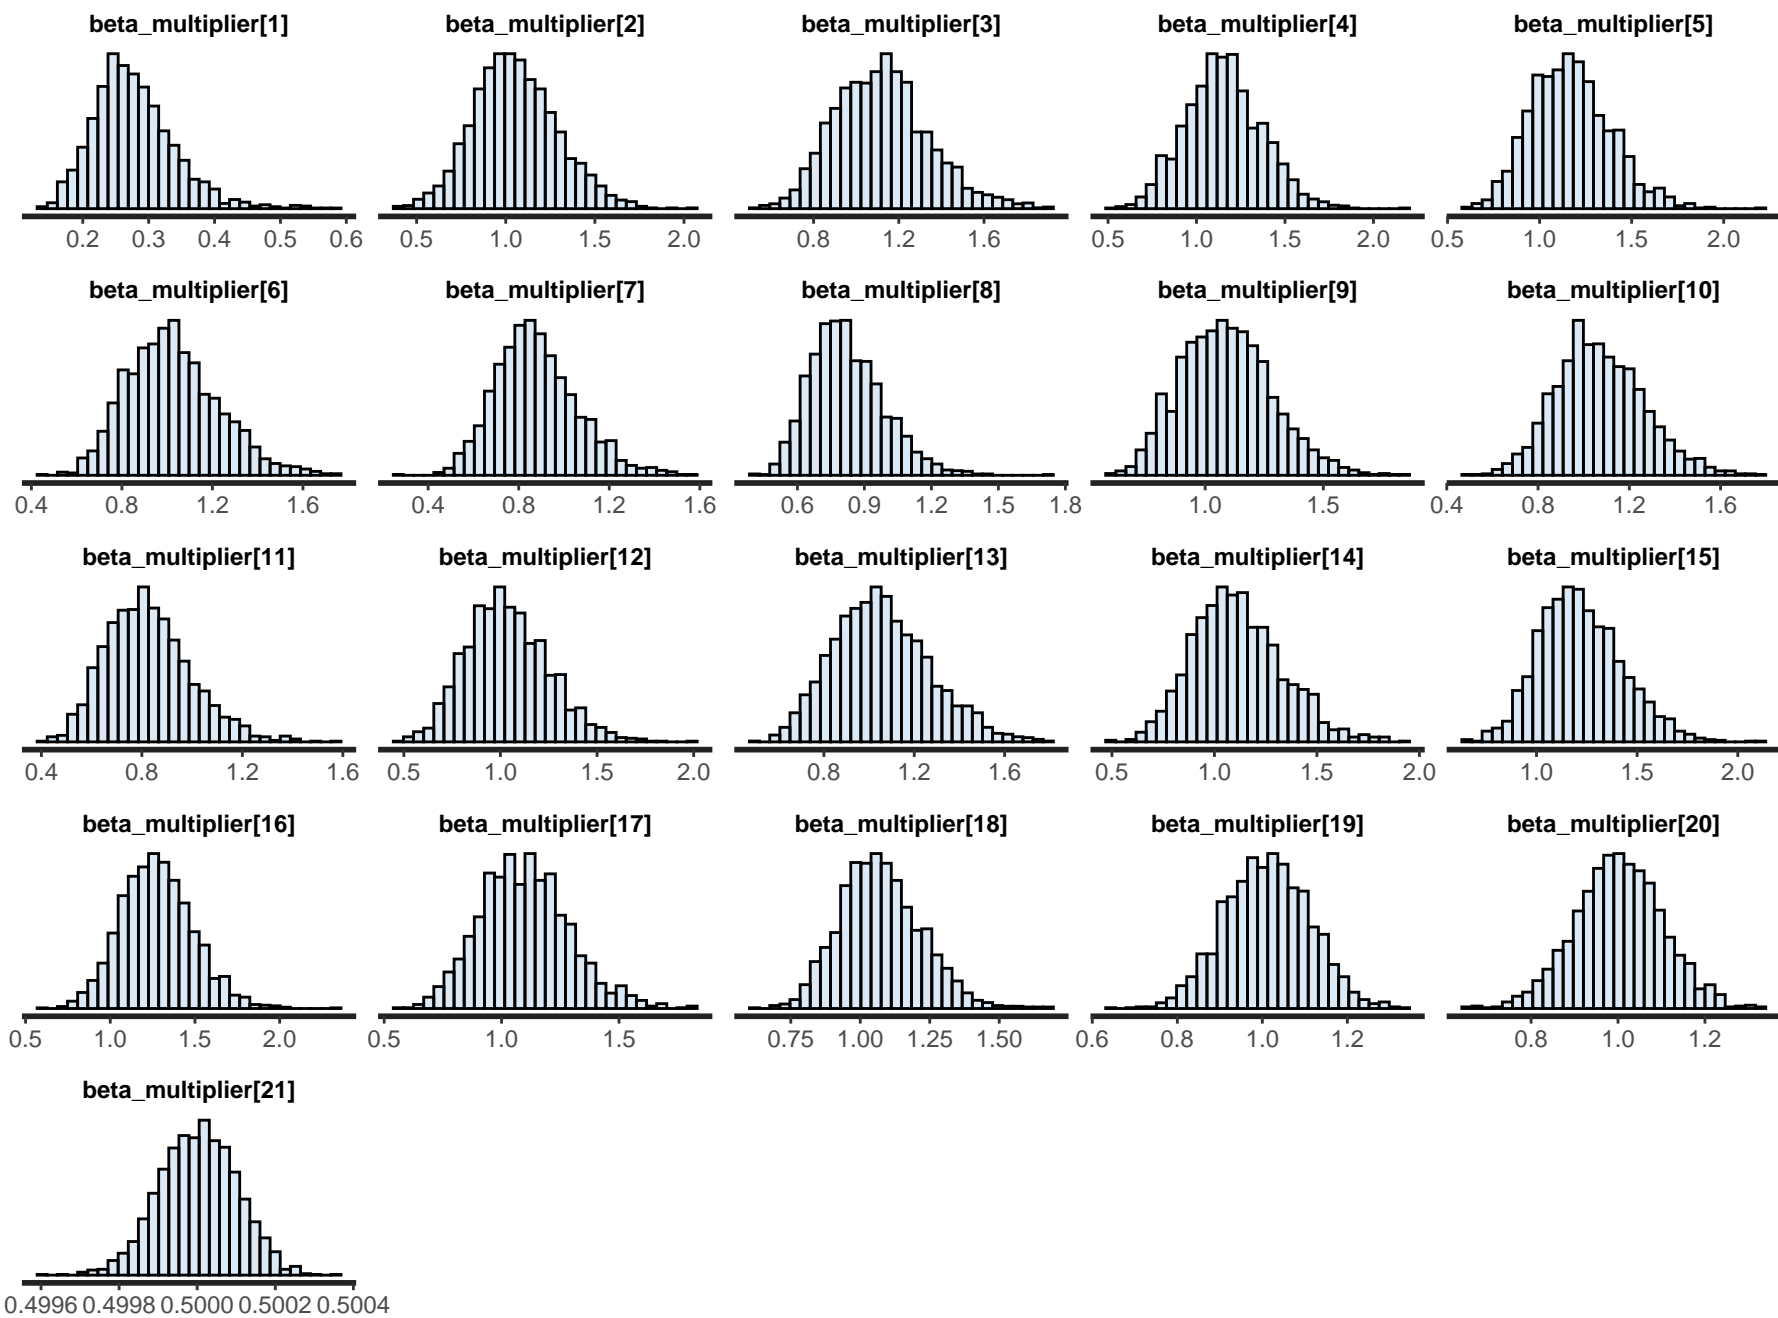 beta_multiplier[1] beta_multiplier[2] beta_multiplier[3] beta_multiplier[4] beta_multiplier[5]
0.2 0.3 0.4 0.5 0.6 0.5 1.0 1.5 2.0 0.8 1.2 1.6 0.5 1.0 1.5 2.0 0.5 1.0 1.5 2.0
beta_multiplier[6] beta_multiplier[7] beta_multiplier[8] beta_multiplier[9] beta_multiplier[10]
0.4 0.8 1.2 1.6 0.4 0.8 1.2 1.6 0.6 0.9 1.2 1.5 1.8 1.0 1.5 0.4 0.8 1.2 1.6
beta_multiplier[11] beta_multiplier[12] beta_multiplier[13] beta_multiplier[14] beta_multiplier[15]
0.4 0.8 1.2 1.6 0.5 1.0 1.5 2.0 0.8 1.2 1.6 0.5 1.0 1.5 2.0 1.0 1.5 2.0
beta_multiplier[16] beta_multiplier[17] beta_multiplier[18] beta_multiplier[19] beta_multiplier[20]
0.5 1.0 1.5 2.0 0.5 1.0 1.5 0.75 1.00 1.25 1.50 0.6 0.8 1.0 1.2 0.8 1.0 1.2
beta_multiplier[21]
0.4996 0.4998 0.5000 0.5002 0.5004